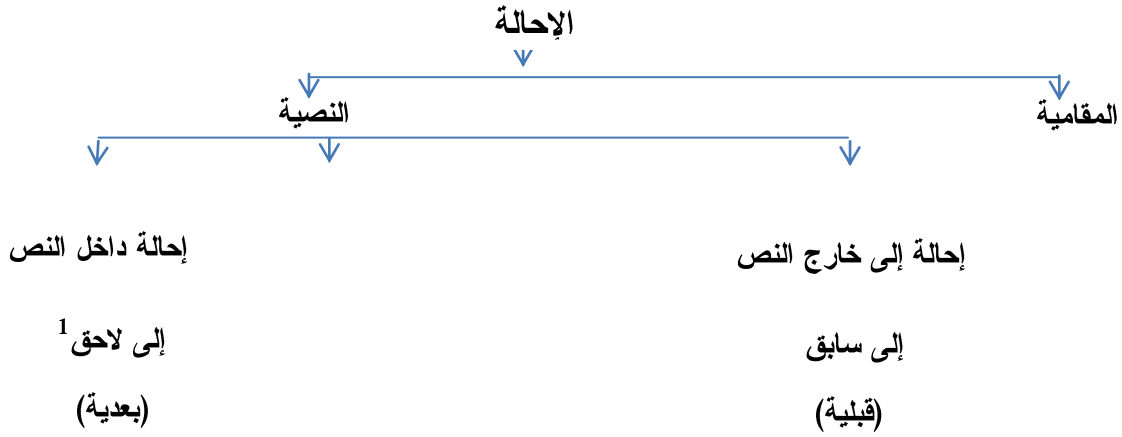 الإحالة
المقامية
النصية
إحالة إلى خارج النص
إحالة داخل النص
إلى سابق
إلى لاحق1
(قبلية)
(بعدية)